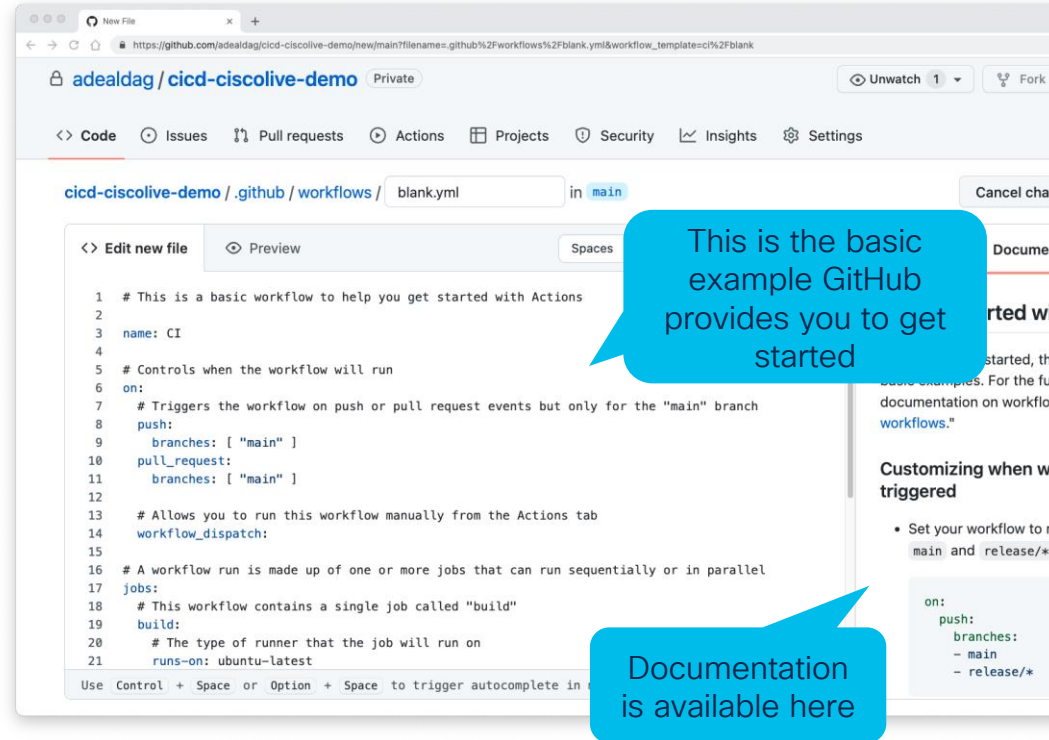 New File
https://github.com/adealdag/cicd-ciscolive-demo/new/main?filename=.github%2Fworkflows%2Fblank.yml&workflow_template=ci%2Fblank
adealdag / cicd-ciscolive-demo Private
Unwatch 1
Fork
Code Issues Pull requests Actions Projects Security Insights Settings
cicd-ciscolive-demo / .github / workflows / blank.yml in main
Cancel cha
<> Edit new file Preview Spaces
Docume
1 # This is a basic workflow to help you get started with Actions
2
3 name: CI
4
5 # Controls when the workflow will run
6 on:
7 # Triggers the workflow on push or pull request events but only for the "main" branch
8 push:
9 branches: [ "main" ]
10 pull_request:
11 branches: [ "main" ]
12
13 # Allows you to run this workflow manually from the Actions tab
14 workflow_dispatch:
15
16 # A workflow run is made up of one or more jobs that can run sequentially or in parallel
17 jobs:
18 # This workflow contains a single job called "build"
19 build:
20 # The type of runner that the job will run on
21 runs-on: ubuntu-latest
Use Control + Space or Option + Space to trigger autocomplete in
This is the basic
example GitHub
provides you to get
started
rted w
started, th
basic examples. For the fu
documentation on workflo
workflows."
Customizing when w
triggered
• Set your workflow to
main and release/*
on:
push:
branches:
- main
- release/*
Documentation
is available here